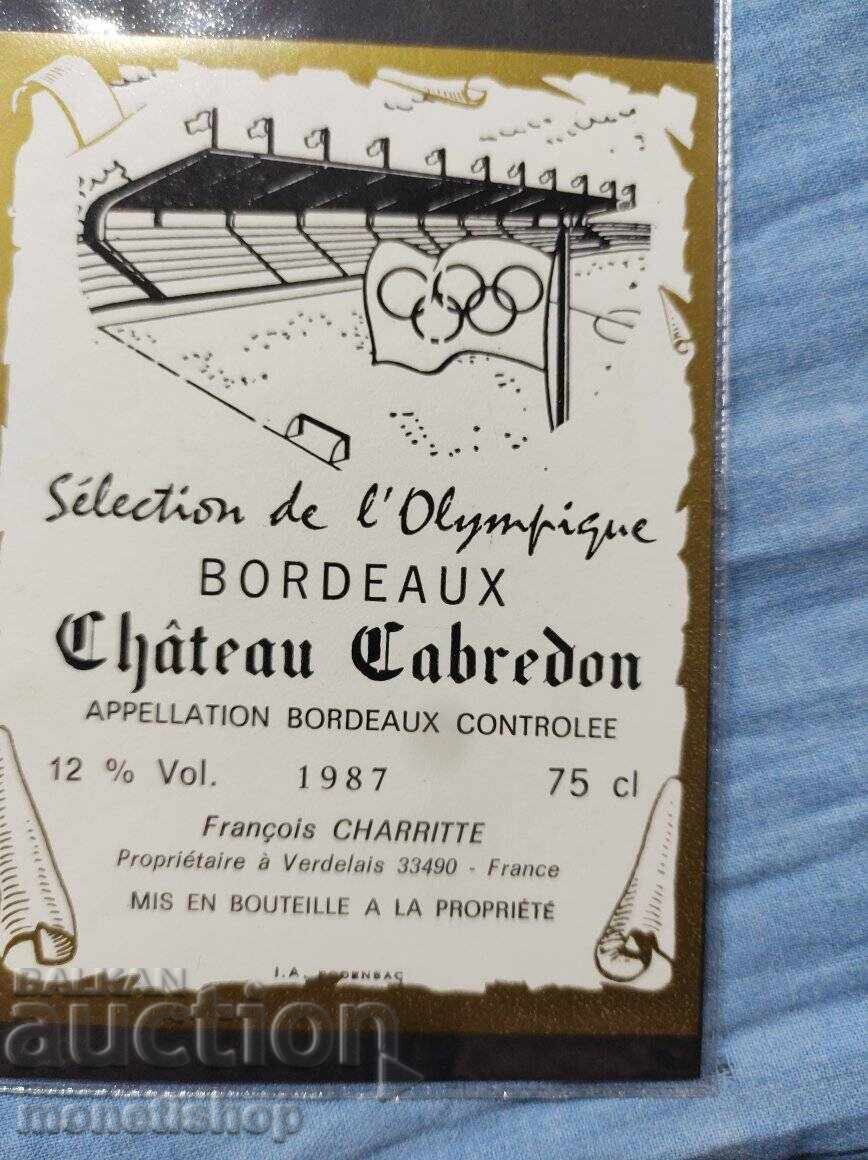 Sélection de l'Olympique
BORDEAUX
Château Cabredon
APPELLATION BORDEAUX CONTROLEE
12 % Vol. 1987 75 cl
François CHARRITTE
Propriétaire à Verdelais 33490 - France
MIS EN BOUTEILLE A LA PROPRIÉTÉ
I.A.
BALKAN
auction
monetishop